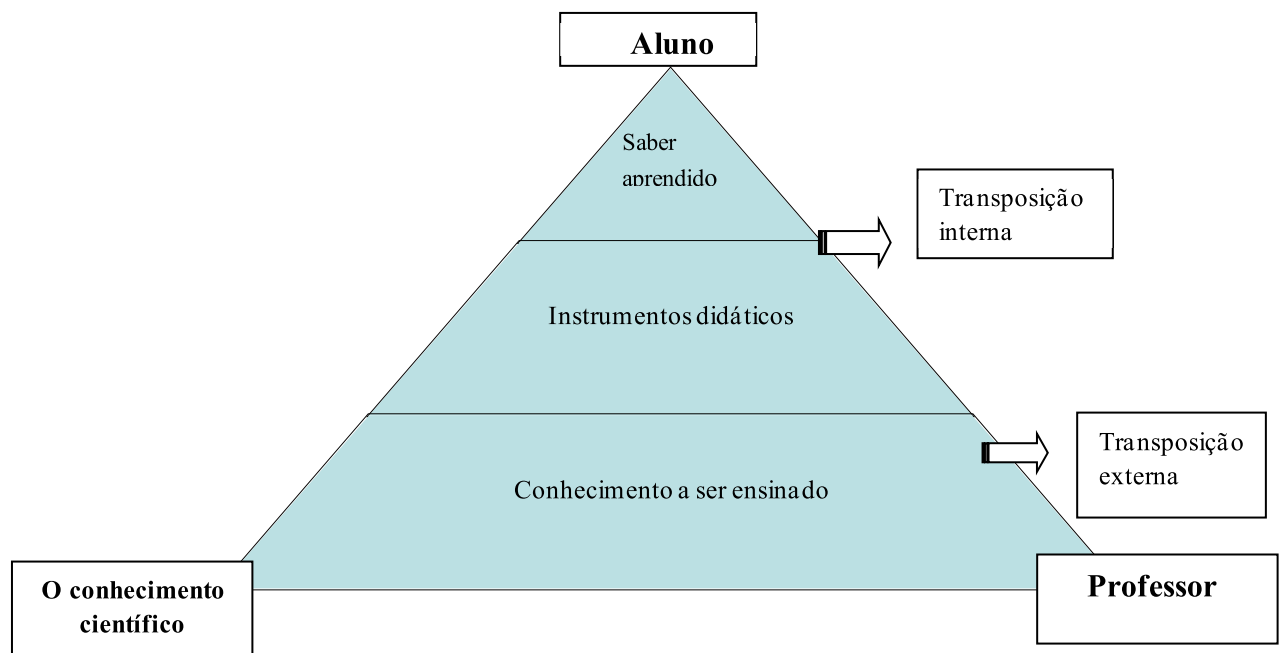 Aluno
Saber
aprendido
Transposição
interna
Instrumentos didáticos
Transposição
externa
Conhecimento a ser ensinado
O conhecimento
científico
Professor